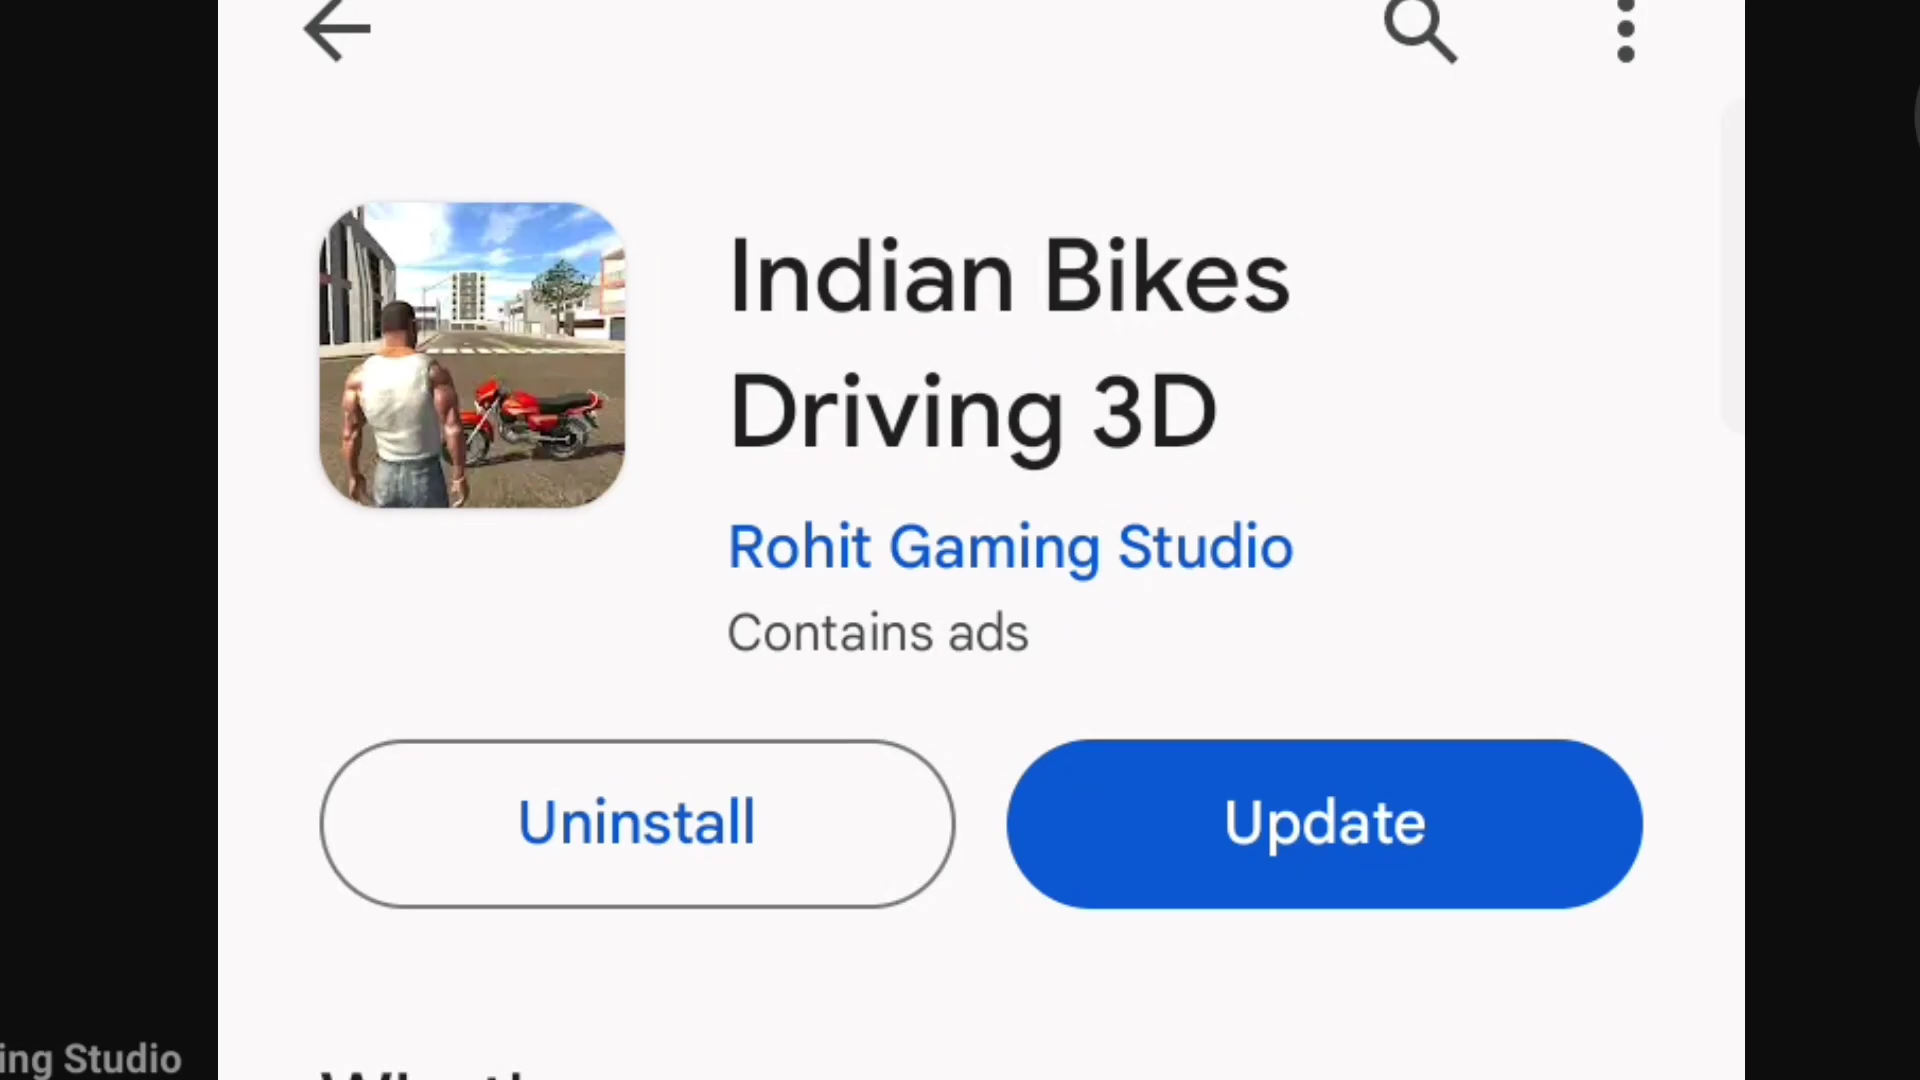 Indian Bikes
Driving 3D
Rohit Gaming Studio
Contains ads
Uninstall
Update
ing Studio